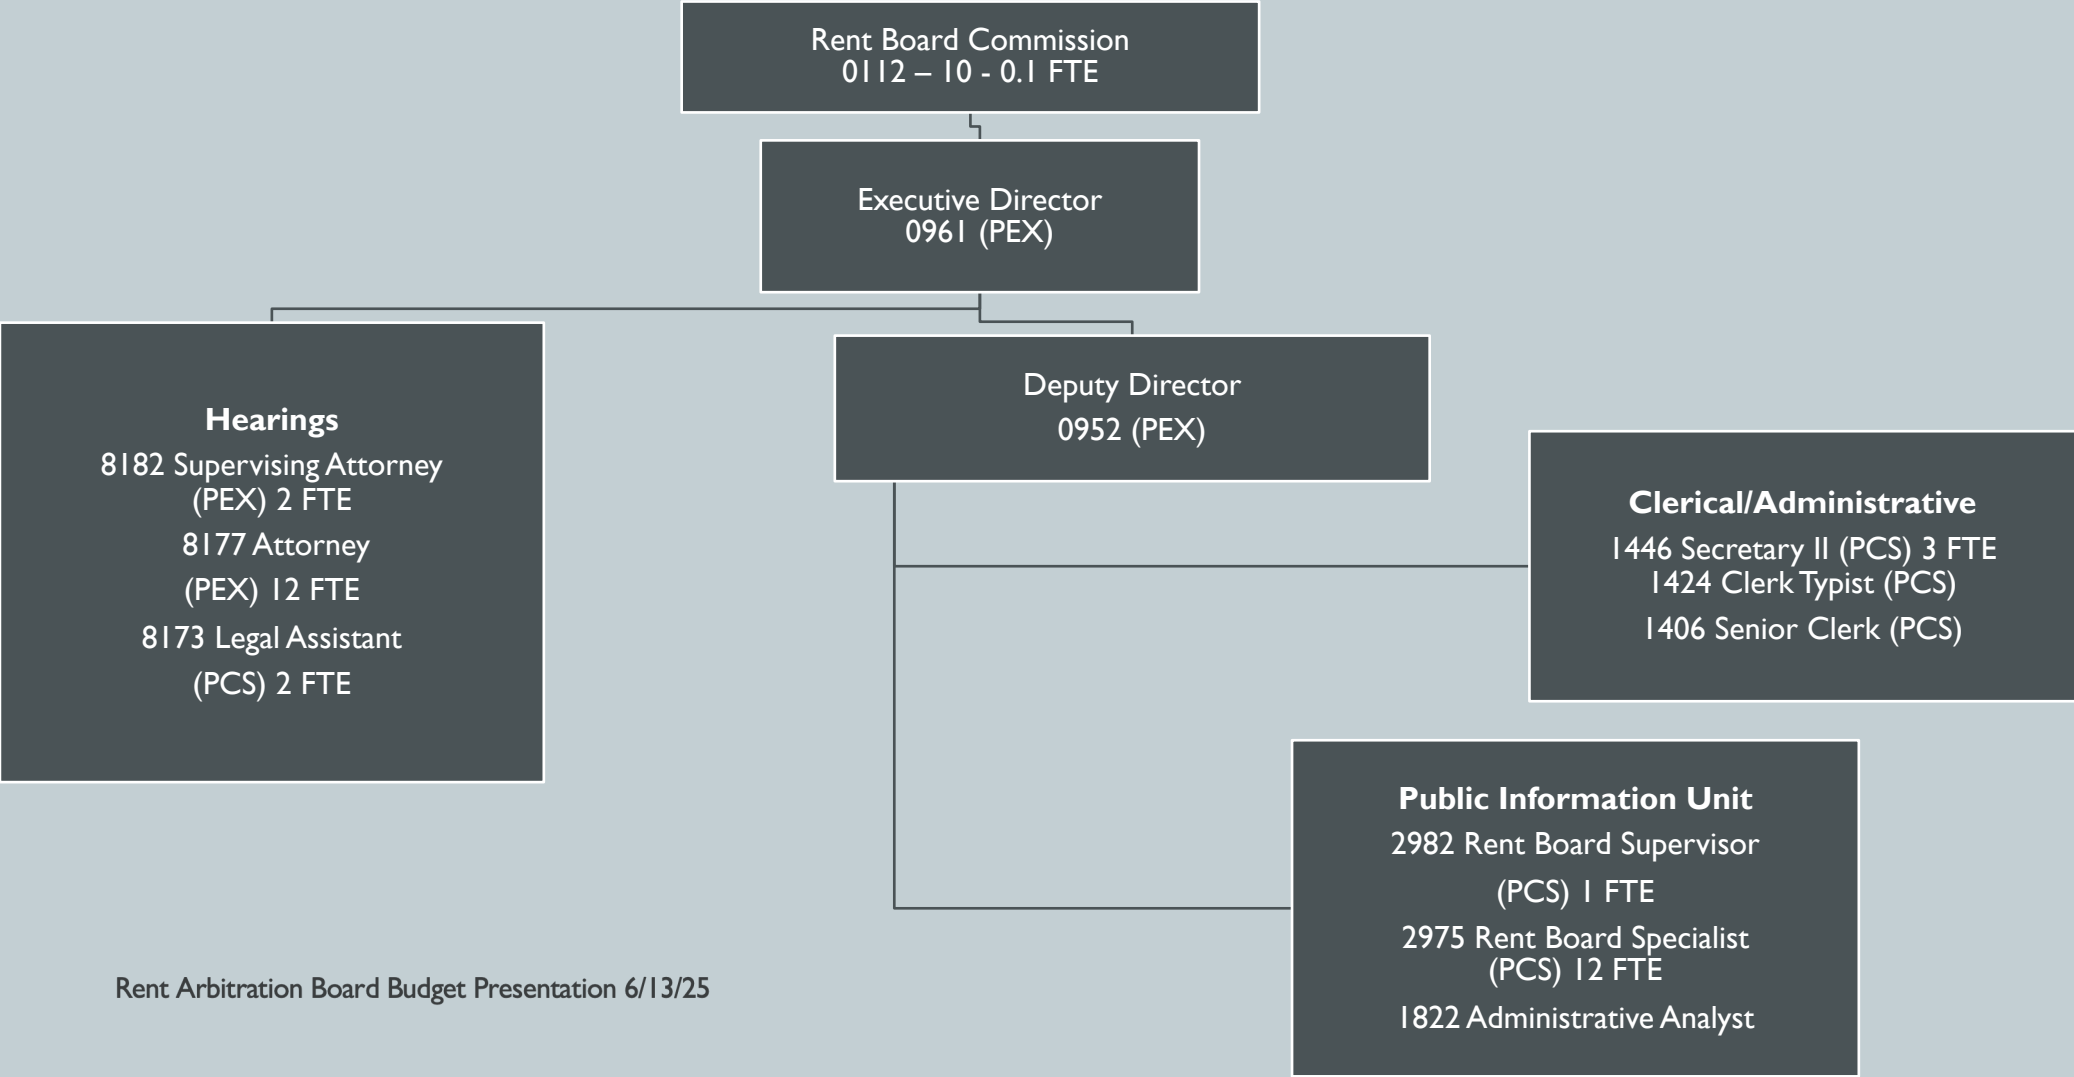 Rent Board Commission
0112 – 10 - 0.1 FTE
Executive Director
0961 (PEX)
Hearings
8182 Supervising Attorney
(PEX) 2 FTE
8177 Attorney
(PEX) 12 FTE
8173 Legal Assistant
(PCS) 2 FTE
Deputy Director
0952 (PEX)
Clerical/Administrative
1446 Secretary II (PCS) 3 FTE
1424 Clerk Typist (PCS)
1406 Senior Clerk (PCS)
Public Information Unit
2982 Rent Board Supervisor
(PCS) 1 FTE
2975 Rent Board Specialist
(PCS) 12 FTE
1822 Administrative Analyst
Rent Arbitration Board Budget Presentation 6/13/25